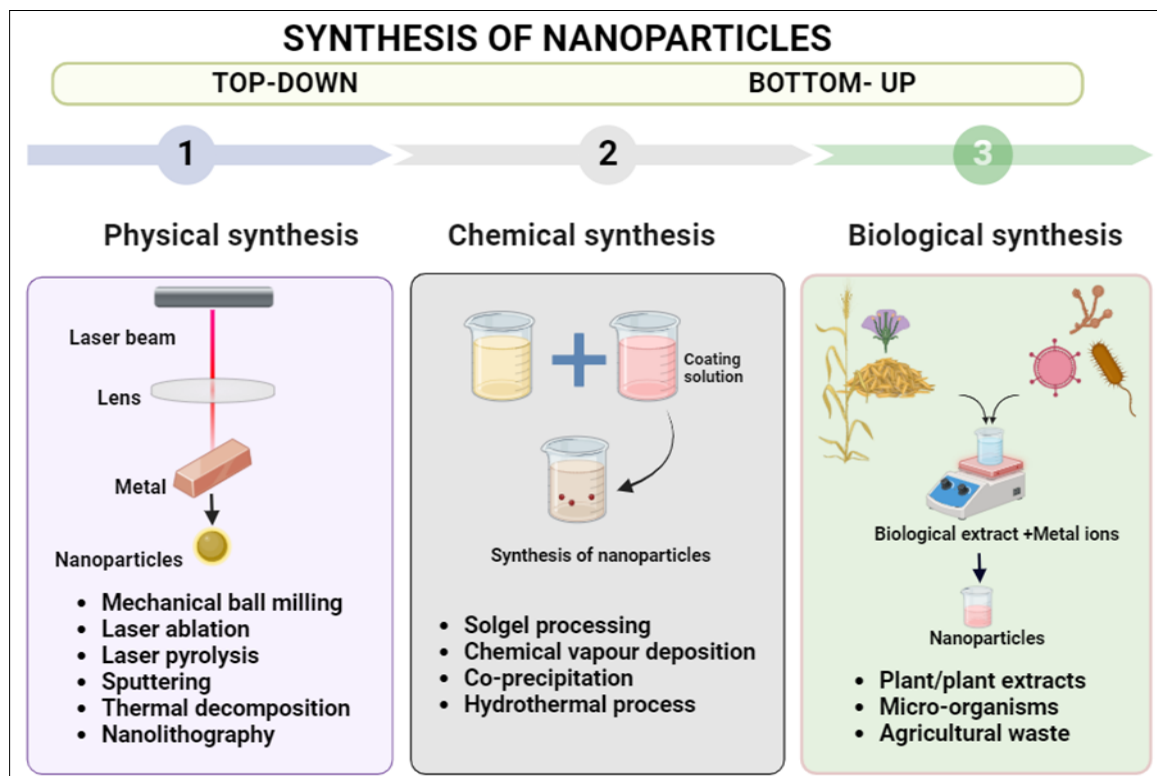 SYNTHESIS OF NANOPARTICLES
TOP-DOWN BOTTOM- UP
1 2 3
Physical synthesis
Laser beam
Lens
Metal
Nanoparticles
• Mechanical ball milling
• Laser ablation
• Laser pyrolysis
• Sputtering
• Thermal decomposition
• Nanolithography
Chemical synthesis
Coating
solution
Synthesis of nanoparticles
• Solgel processing
• Chemical vapour deposition
• Co-precipitation
• Hydrothermal process
Biological synthesis
Biological extract +Metal ions
Nanoparticles
• Plant/plant extracts
• Micro-organisms
• Agricultural waste